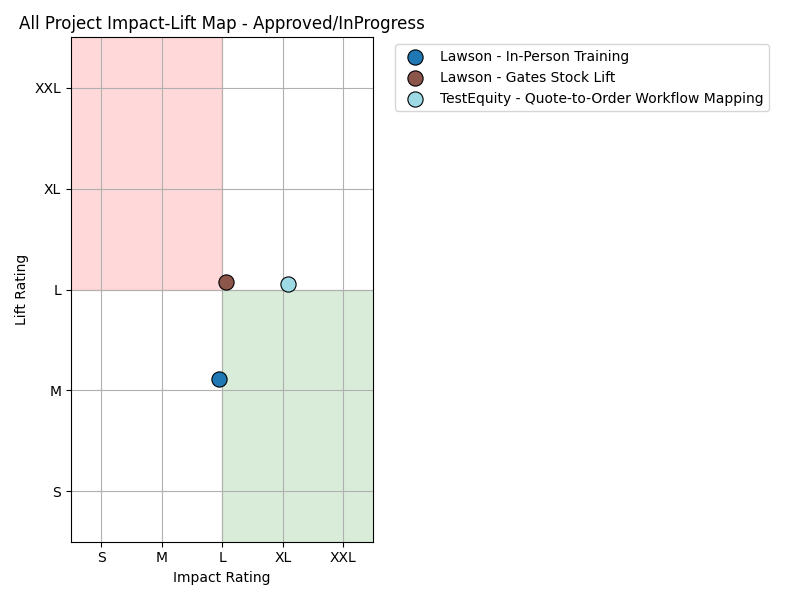 All Project Impact-Lift Map - Approved/InProgress
Lawson - In-Person Training
Lawson - Gates Stock Lift
TestEquity - Quote-to-Order Workflow Mapping
Lift Rating
XXL
XL
L
M
S
S M L XL XXL
Impact Rating